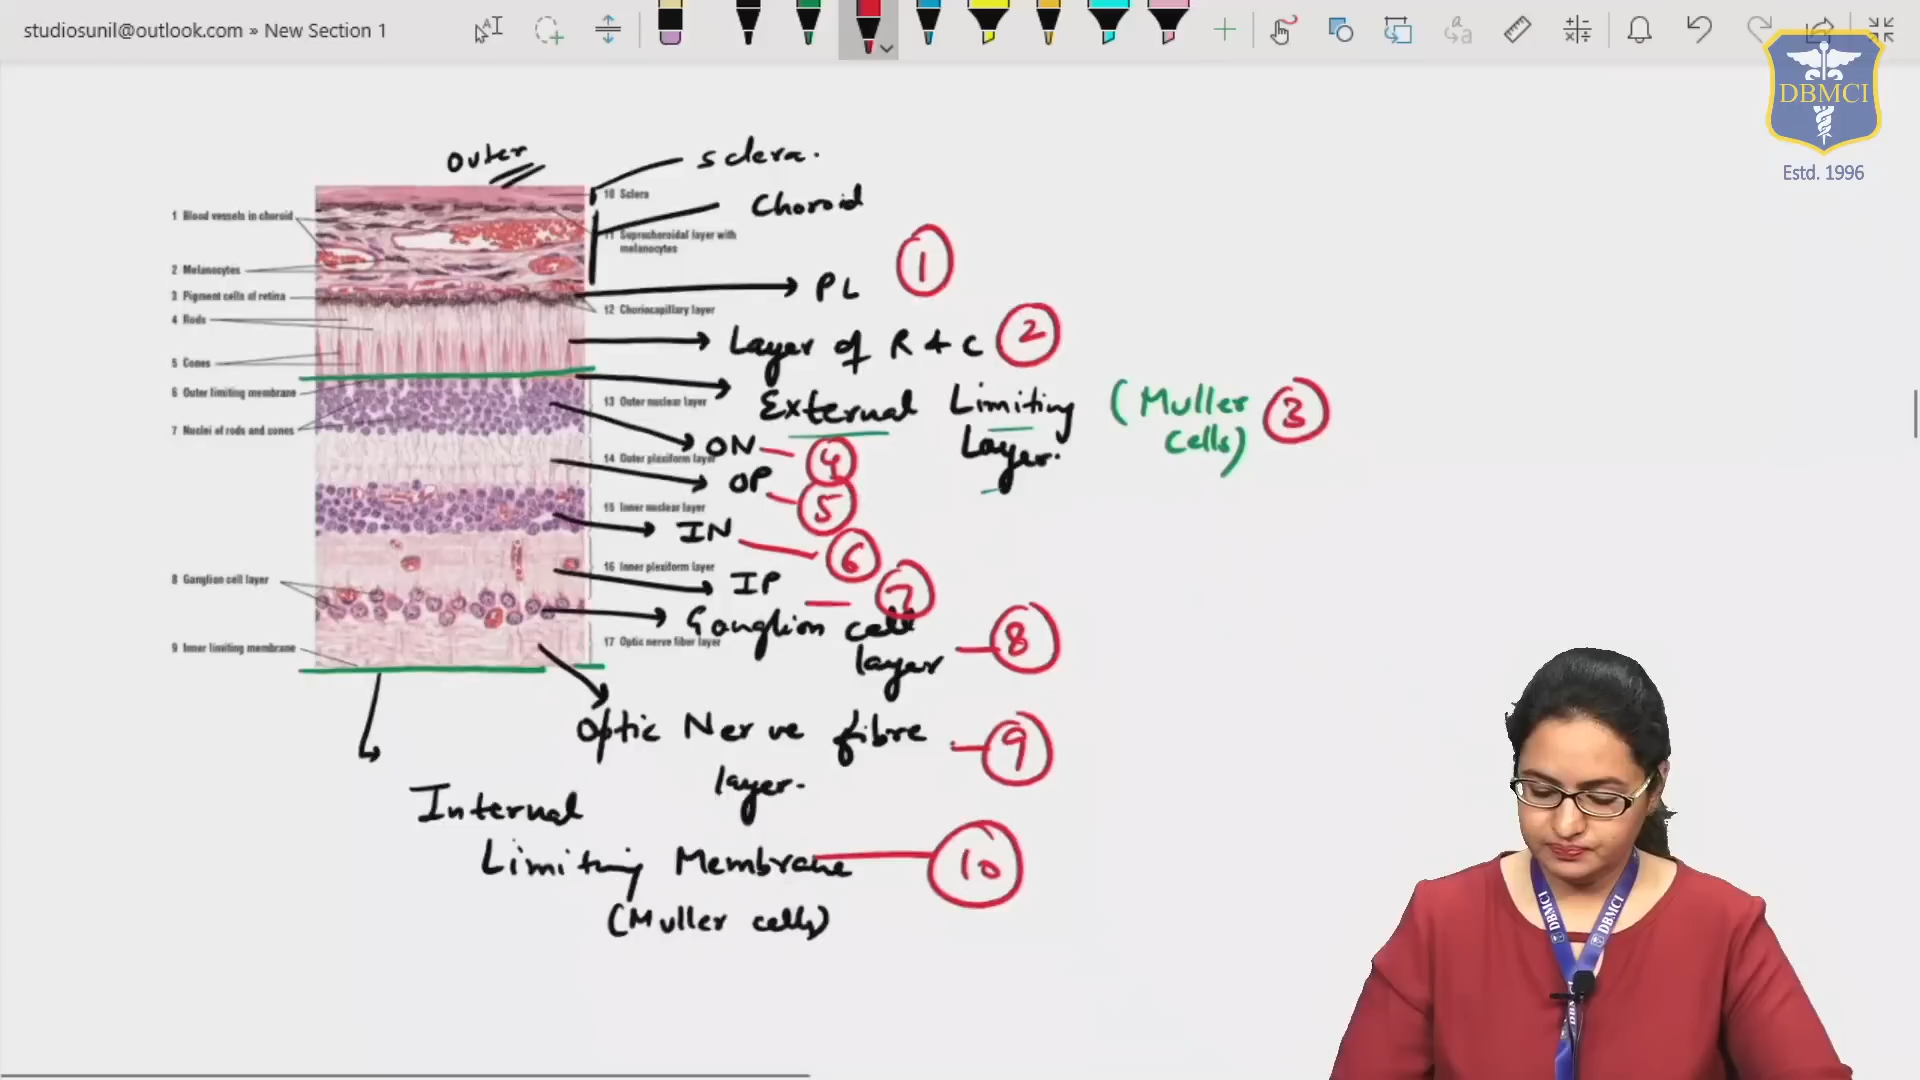 studiosunil@outlook.com » New Section 1
DBMCI
Estd. 1996
outer
sclera.
Choroid
1 Blood vessels in choroid
2 Melanocytes
3 Pigment cells of retina
4 Rods
5 Cones
6 Outer limiting membrane
7 Nuclei of rods and cones
8 Ganglion cell layer
9 Inner limiting membrane
10 Sclera
11 Suprachoroidal layer with
melanocytes
12 Choriocapillary layer
13 Outer nuclear layer
14 Outer plexiform layer
15 Inner nuclear layer
16 Inner plexiform layer
17 Optic nerve fiber layer
PL 1
Layer of R & C 2
External Limiting
Layer.
(Muller
cells)
3
ON 4
OP 5
IN 6
IP 7
Ganglion cell
layer 8
Optic Nerve fibre
layer. 9
Internal
Limiting Membrane 10
(Muller cells)
DBMCI
DBMCI